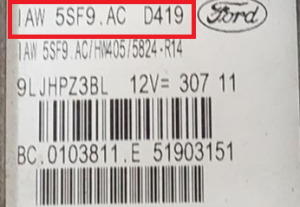 IAW 5SF9.AC D419
Ford
IAW 5SF9.AC/HW405/5824-R14
9LJHPZ3BL 12V= 307 11
BC.0103811.E 51903151